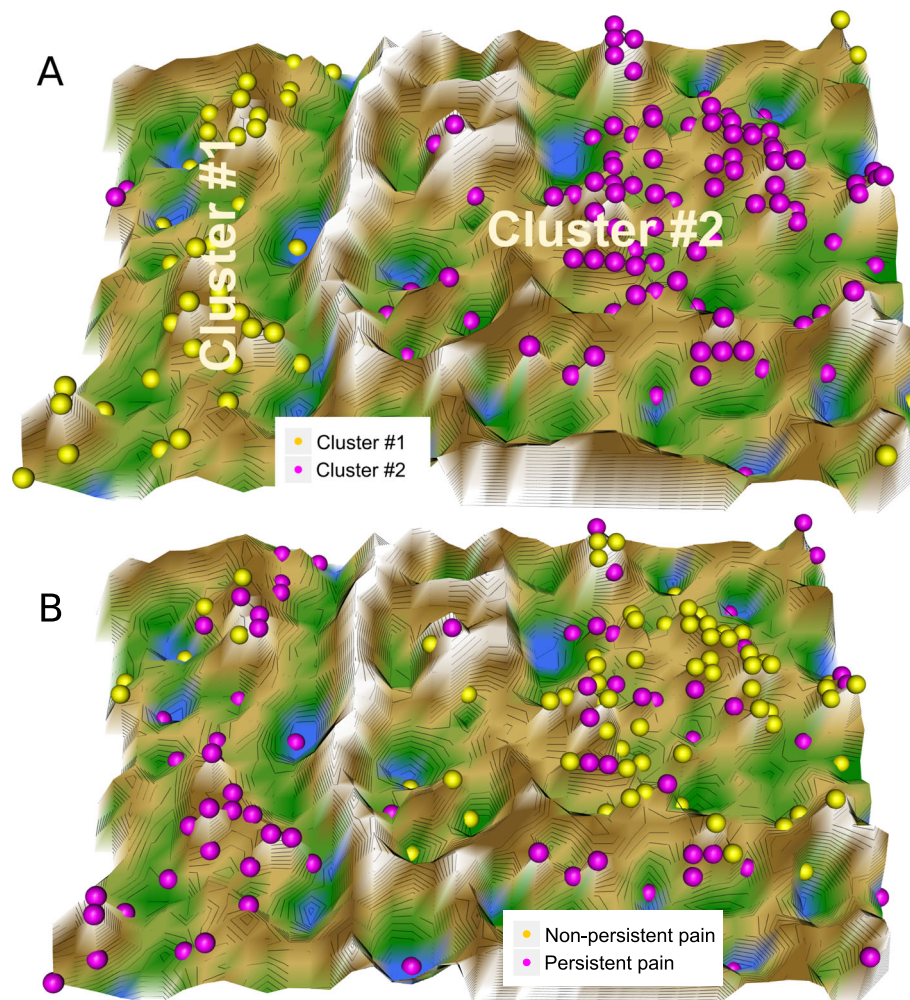 A
Cluster #1
Cluster #2
Cluster #1
Cluster #2
B
Non-persistent pain
Persistent pain